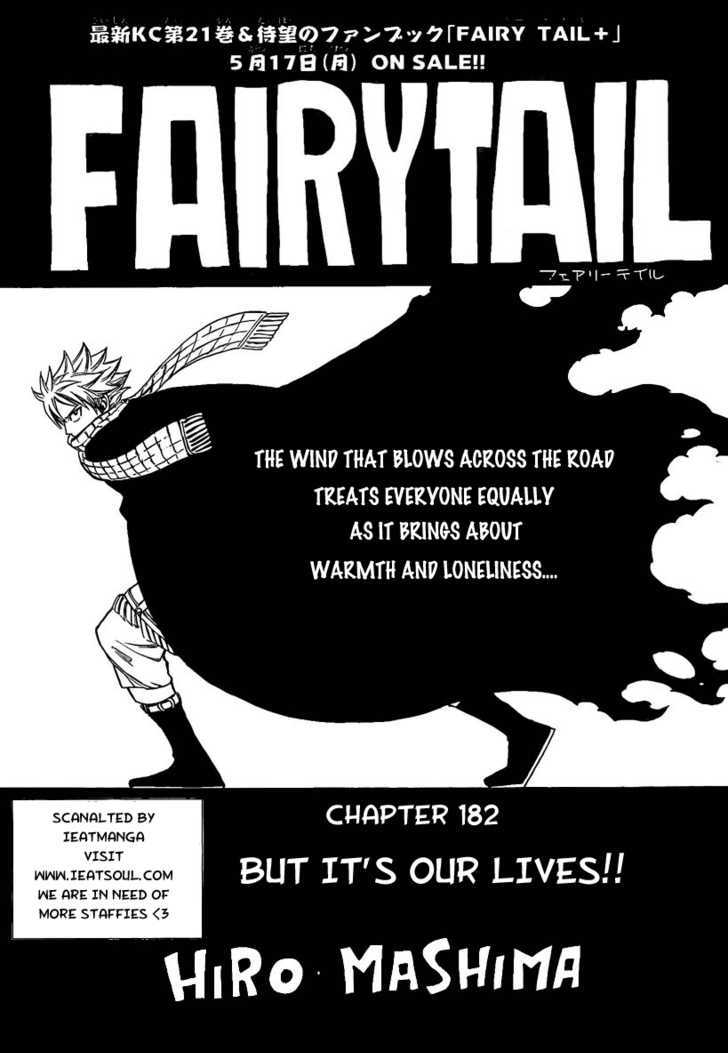 最新KC第21巻&待望のファンブック「FAIRY TAIL+」
5月17日(月) ON SALE!!
FAIRYTAIL
フェアリーテイル
THE WIND THAT BLOWS ACROSS THE ROAD
TREATS EVERYONE EQUALLY
AS IT BRINGS ABOUT
WARMTH AND LONELINESS....
SCANALTED BY
IEATMANGA
VISIT
WWW.IEATSOUL.COM
WE ARE IN NEED OF
MORE STAFFIES <3
CHAPTER 182
BUT IT'S OUR LIVES!!
HIRO MASHIMA